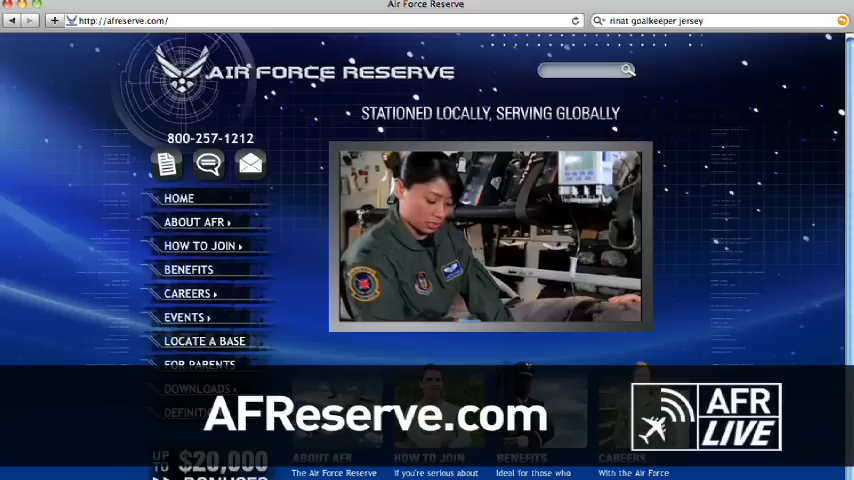 Air Force Reserve
http://afreserve.com/
rinat goalkeeper jersey
AIR FORCE RESERVE
STATIONED LOCALLY, SERVING GLOBALLY
800-257-1212
HOME
ABOUT AFR
HOW TO JOIN
BENEFITS
CAREERS
EVENTS
LOCATE A BASE
FOR PARENTS
DOWNLOADS
AFReserve.com
AFR
LIVE
UP TO $20,000
BONUSES
ABOUT AFR
HOW TO JOIN
BENEFITS
CAREERS
The Air Force Reserve
If you're serious about
Ideal for those who
With the Air Force